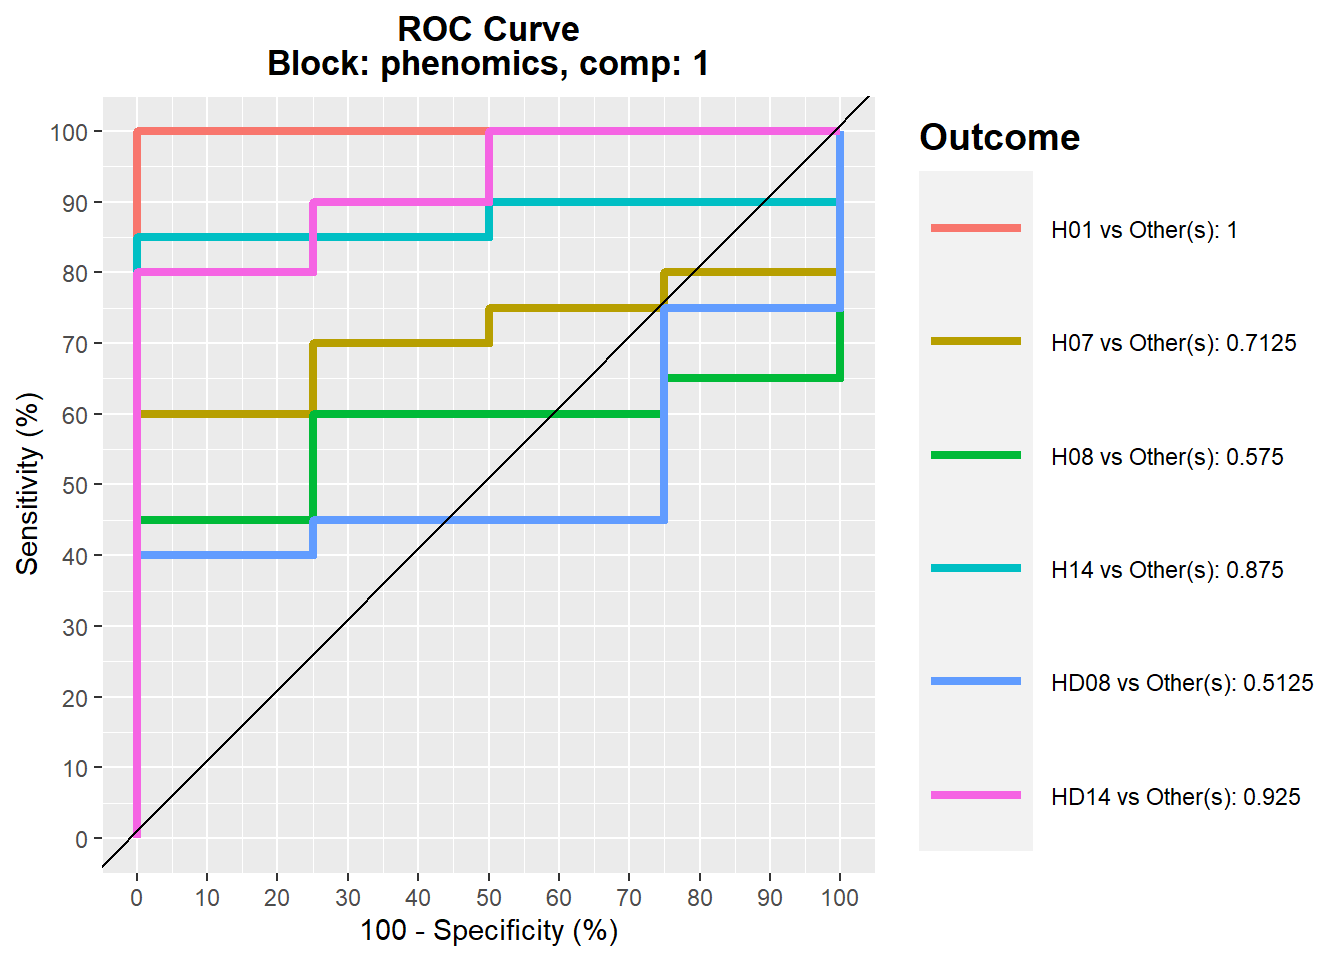 ROC Curve
Block: phenomics, comp: 1
Sensitivity (%)
100
90
80
70
60
50
40
30
20
10
0
0 10 20 30 40 50 60 70 80 90 100
100 - Specificity (%)
Outcome
H01 vs Other(s): 1
H07 vs Other(s): 0.7125
H08 vs Other(s): 0.575
H14 vs Other(s): 0.875
HD08 vs Other(s): 0.5125
HD14 vs Other(s): 0.925